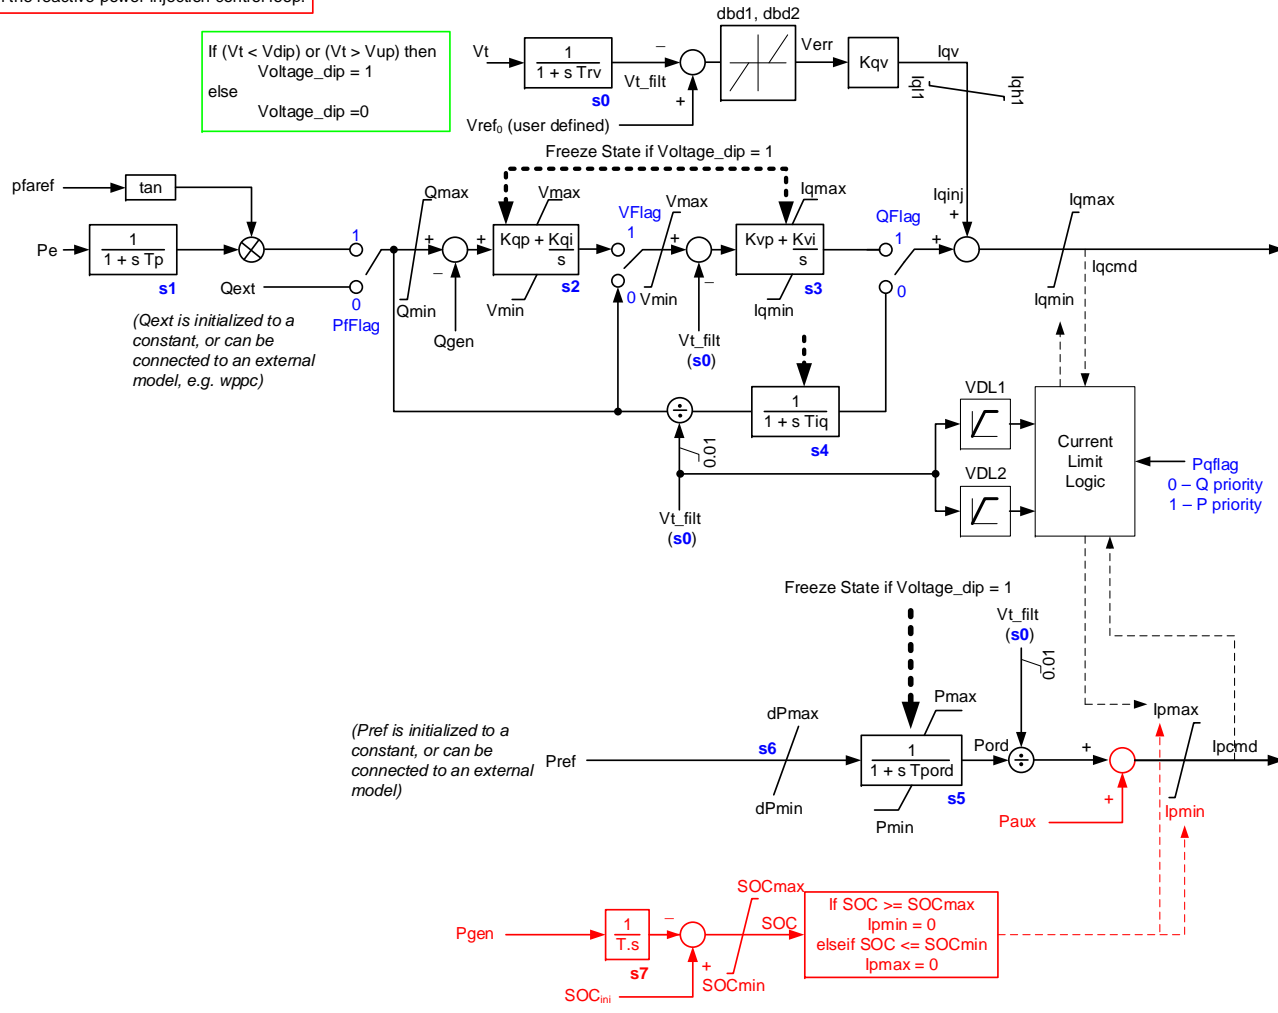 the reactive power injection control loop.
If (Vt < Vdip) or (Vt > Vup) then
Voltage_dip = 1
else
Voltage_dip =0
Vt
1
1 + s Trv
s0
–
Vt_filt
+
Vref0 (user defined)
dbd1, dbd2
Verr
Kqv
Iqv
Iql1
Iqh1
Freeze State if Voltage_dip = 1
pfaref
tan
Pe
1
1 + s Tp
s1
Qext
1
0
PfFlag
(Qext is initialized to a
constant, or can be
connected to an external
model, e.g. wppc)
Qmax
Qmin
+
–
Qgen
+
Vmax
Kqp + Kqi
s
Vmin
s2
VFlag
1
0
Vmax
Vmin
+
–
Vt_filt
(s0)
Iqmax
Kvp + Kvi
s
Iqmin
s3
QFlag
1
0
+
Iqinj
+
Iqmax
Iqmin
Iqcmd
1
1 + s Tiq
s4
÷
0.01
Vt_filt
(s0)
VDL1
VDL2
Current
Limit
Logic
Pqflag
0 – Q priority
1 – P priority
Freeze State if Voltage_dip = 1
Vt_filt
(s0)
0.01
(Pref is initialized to a
constant, or can be
connected to an external
model)
Pref
s6
dPmax
dPmin
Pmax
1
1 + s Tpord
Pmin
s5
Pord
÷
+
+
Paux
Ipmax
Ipmin
Ipcmd
Pgen
1
T.s
s7
–
+
SOCini
SOCmax
SOCmin
SOC
If SOC >= SOCmax
Ipmin = 0
elseif SOC <= SOCmin
Ipmax = 0